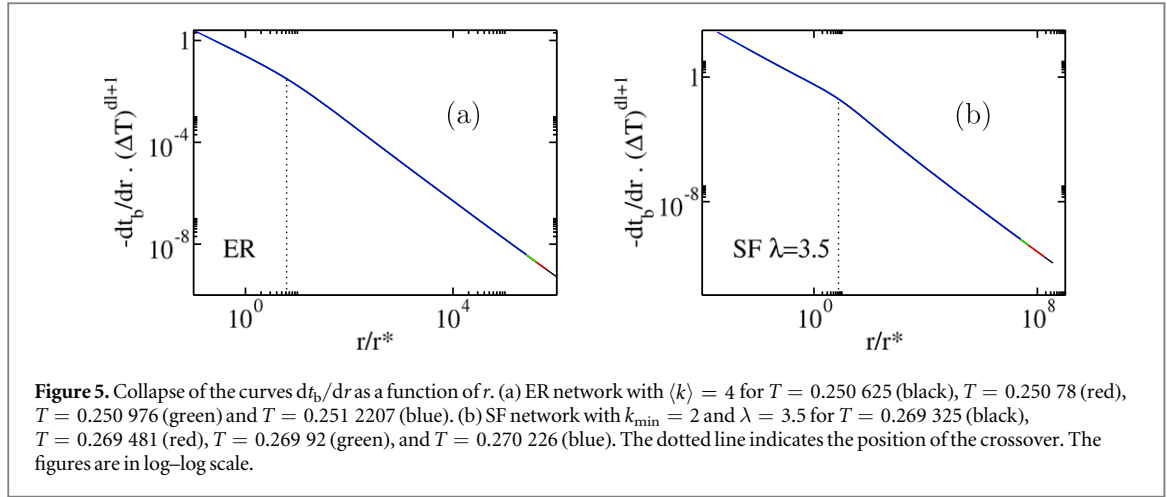 1
10^-4
10^-8
-dt_b/dr . (ΔT)^dl+1
(a)
ER
10^0
10^4
r/r*
1
10^-8
-dt_b/dr . (ΔT)^dl+1
(b)
SF λ=3.5
10^0
10^8
r/r*
Figure 5. Collapse of the curves dt_b/dr as a function of r. (a) ER network with ⟨k⟩ = 4 for T = 0.250 625 (black), T = 0.250 78 (red),
T = 0.250 976 (green) and T = 0.251 2207 (blue). (b) SF network with k_min = 2 and λ = 3.5 for T = 0.269 325 (black),
T = 0.269 481 (red), T = 0.269 92 (green), and T = 0.270 226 (blue). The dotted line indicates the position of the crossover. The
figures are in log–log scale.